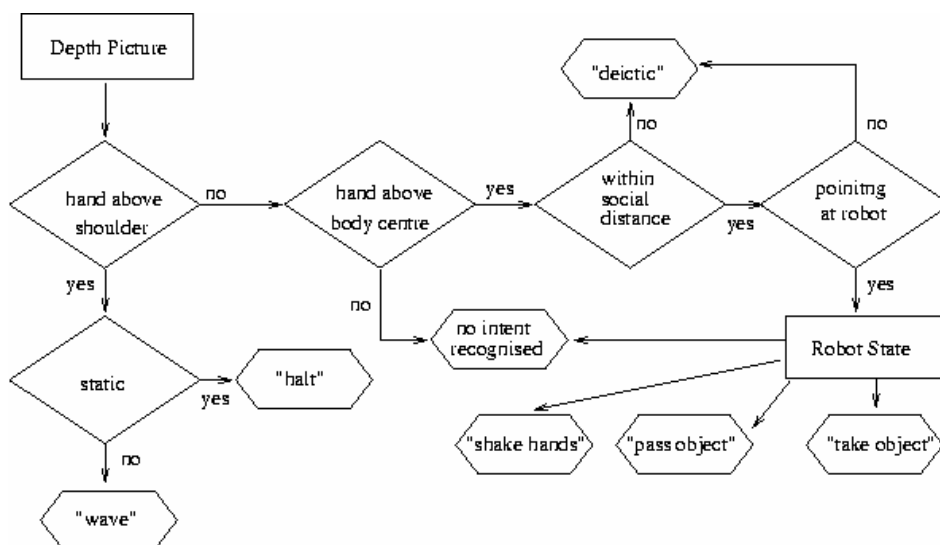 Depth Picture
"deictic"
no
no
hand above
shoulder
no
hand above
body centre
yes
within
social
distance
yes
poinitng
at robot
yes
no
yes
no intent
recognised
Robot State
static
yes
"halt"
"shake hands"
"pass object"
"take object"
no
"wave"